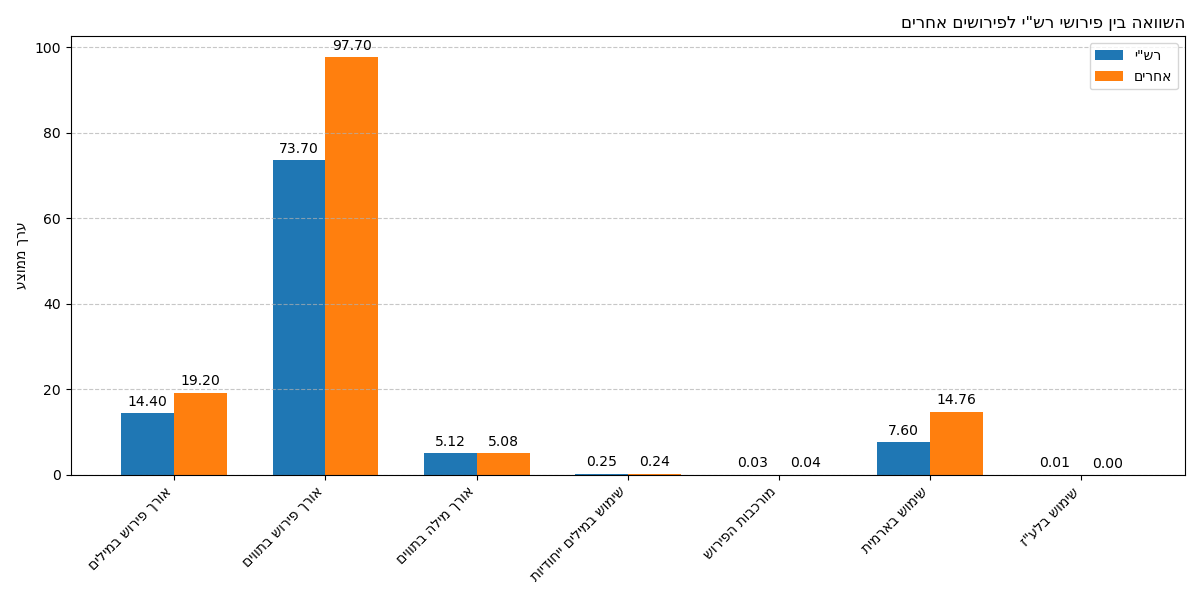 השוואה בין פירושי רש"י לפירושים אחרים
רש"י
אחרים
ערך ממוצע
100
80
60
40
20
0
14.40
19.20
73.70
97.70
5.12
5.08
0.25
0.24
0.03
0.04
7.60
14.76
0.01
0.00
אורך פירוש במילים
אורך פירוש בתווים
אורך מילה בתווים
שימוש במילים ייחודיות
מורכבות הפירוש
שימוש בארמית
שימוש בלע"ז